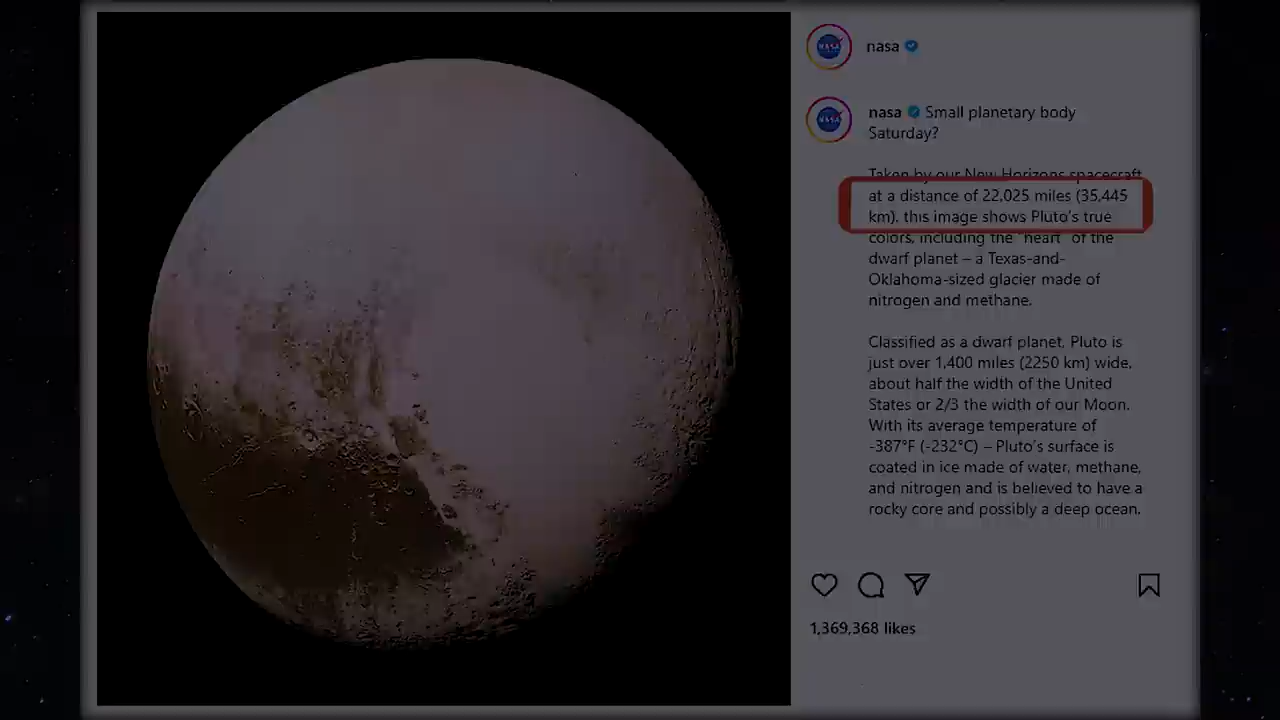 nasa
nasa Small planetary body
Saturday?
Taken by our New Horizons spacecraft
at a distance of 22,025 miles (35,445
km), this image shows Pluto's true
colors, including the "heart" of the
dwarf planet – a Texas-and-
Oklahoma-sized glacier made of
nitrogen and methane.
Classified as a dwarf planet, Pluto is
just over 1,400 miles (2250 km) wide,
about half the width of the United
States or 2/3 the width of our Moon.
With its average temperature of
-387°F (-232°C) – Pluto's surface is
coated in ice made of water, methane,
and nitrogen and is believed to have a
rocky core and possibly a deep ocean.
1,369,368 likes